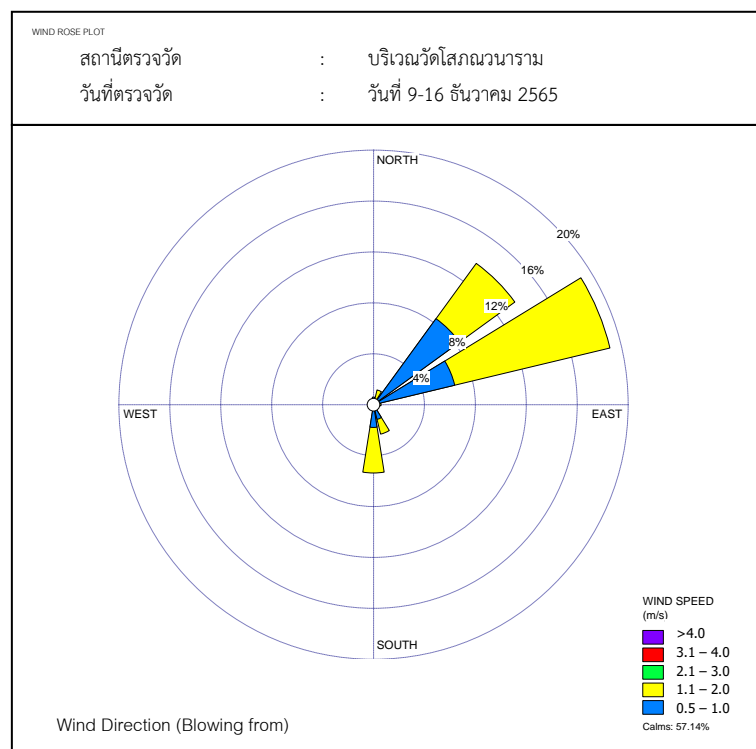 WIND ROSE PLOT
สถานีตรวจวัด : บริเวณวัดโสภณวนาราม
วันที่ตรวจวัด : วันที่ 9-16 ธันวาคม 2565
NORTH
20%
16%
12%
8%
4%
WEST
EAST
SOUTH
WIND SPEED
(m/s)
>4.0
3.1 – 4.0
2.1 – 3.0
1.1 – 2.0
0.5 – 1.0
Calms: 57.14%
Wind Direction (Blowing from)